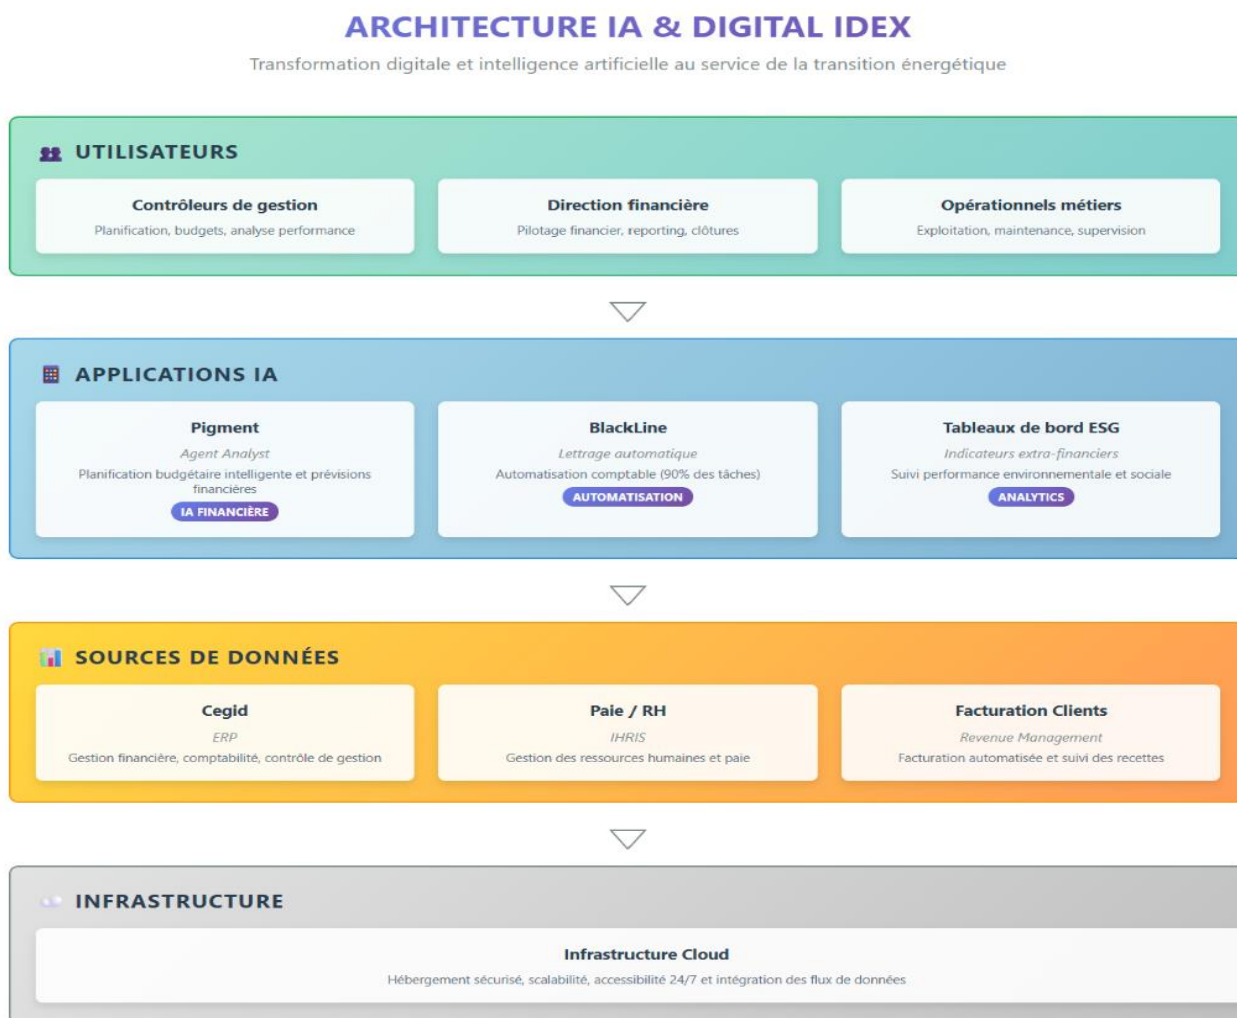 ARCHITECTURE IA & DIGITAL IDEX
Transformation digitale et intelligence artificielle au service de la transition énergétique
UTILISATEURS
Contrôleurs de gestion
Planification, budgets, analyse performance
Direction financière
Pilotage financier, reporting, clôtures
Opérationnels métiers
Exploitation, maintenance, supervision
APPLICATIONS IA
Pigment
Agent Analyst
Planification budgétaire intelligente et prévisions
financières
IA FINANCIÈRE
BlackLine
Lettrage automatique
Automatisation comptable (90% des tâches)
AUTOMATISATION
Tableaux de bord ESG
Indicateurs extra-financiers
Suivi performance environnementale et sociale
ANALYTICS
SOURCES DE DONNÉES
Cegid
ERP
Gestion financière, comptabilité, contrôle de gestion
Paie / RH
IHRIS
Gestion des ressources humaines et paie
Facturation Clients
Revenue Management
Facturation automatisée et suivi des recettes
INFRASTRUCTURE
Infrastructure Cloud
Hébergement sécurisé, scalabilité, accessibilité 24/7 et intégration des flux de données